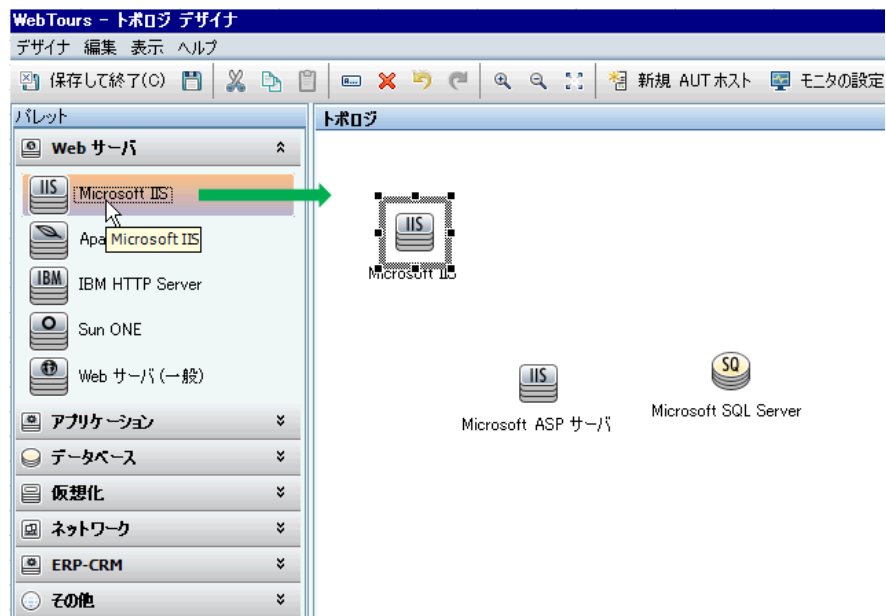 WebTours - トポロジ デザイナ
デザイナ 編集 表示 ヘルプ
保存して終了(C) 新規 AUT ホスト モニタの設定
パレット
トポロジ
Web サーバ
IIS Microsoft IIS
Apa
Microsoft IIS
IBM IBM HTTP Server
Sun ONE
Web サーバ (一般)
アプリケーション
データベース
仮想化
ネットワーク
ERP-CRM
その他
IIS
Microsoft IIS
IIS
Microsoft ASP サーバ
SQ
Microsoft SQL Server